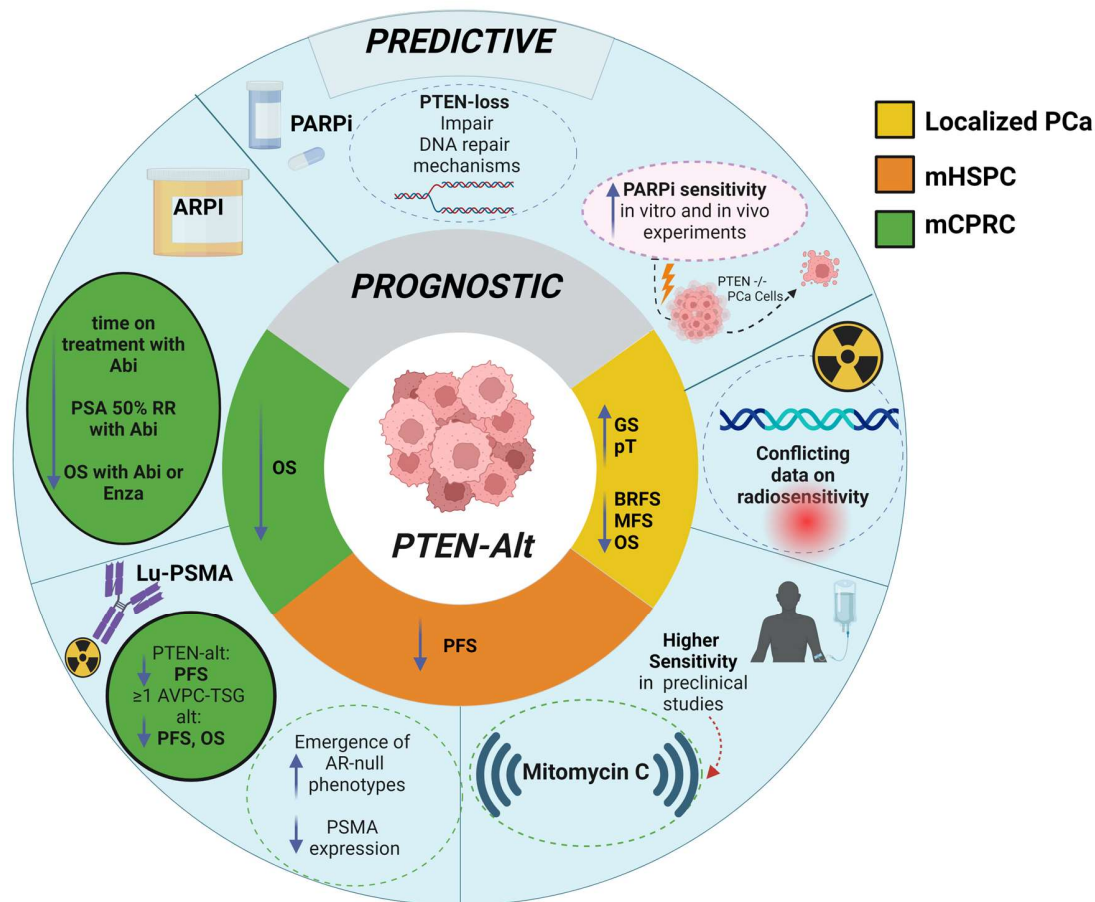 PREDICTIVE
PARPi
PTEN-loss
Impair
DNA repair
mechanisms
PARPi sensitivity
in vitro and in vivo
experiments
PTEN -/-
PCa Cells
ARPI
time on
treatment with
Abi
PSA 50% RR
with Abi
OS with Abi or
Enza
PROGNOSTIC
OS
GS
pT
BRFS
MFS
OS
PTEN-Alt
PFS
Conflicting
data on
radiosensitivity
Lu-PSMA
PTEN-alt:
PFS
≥1 AVPC-TSG
alt:
PFS, OS
Emergence of
AR-null
phenotypes
PSMA
expression
Higher
Sensitivity
in preclinical
studies
Mitomycin C
Localized PCa
mHSPC
mCPRC